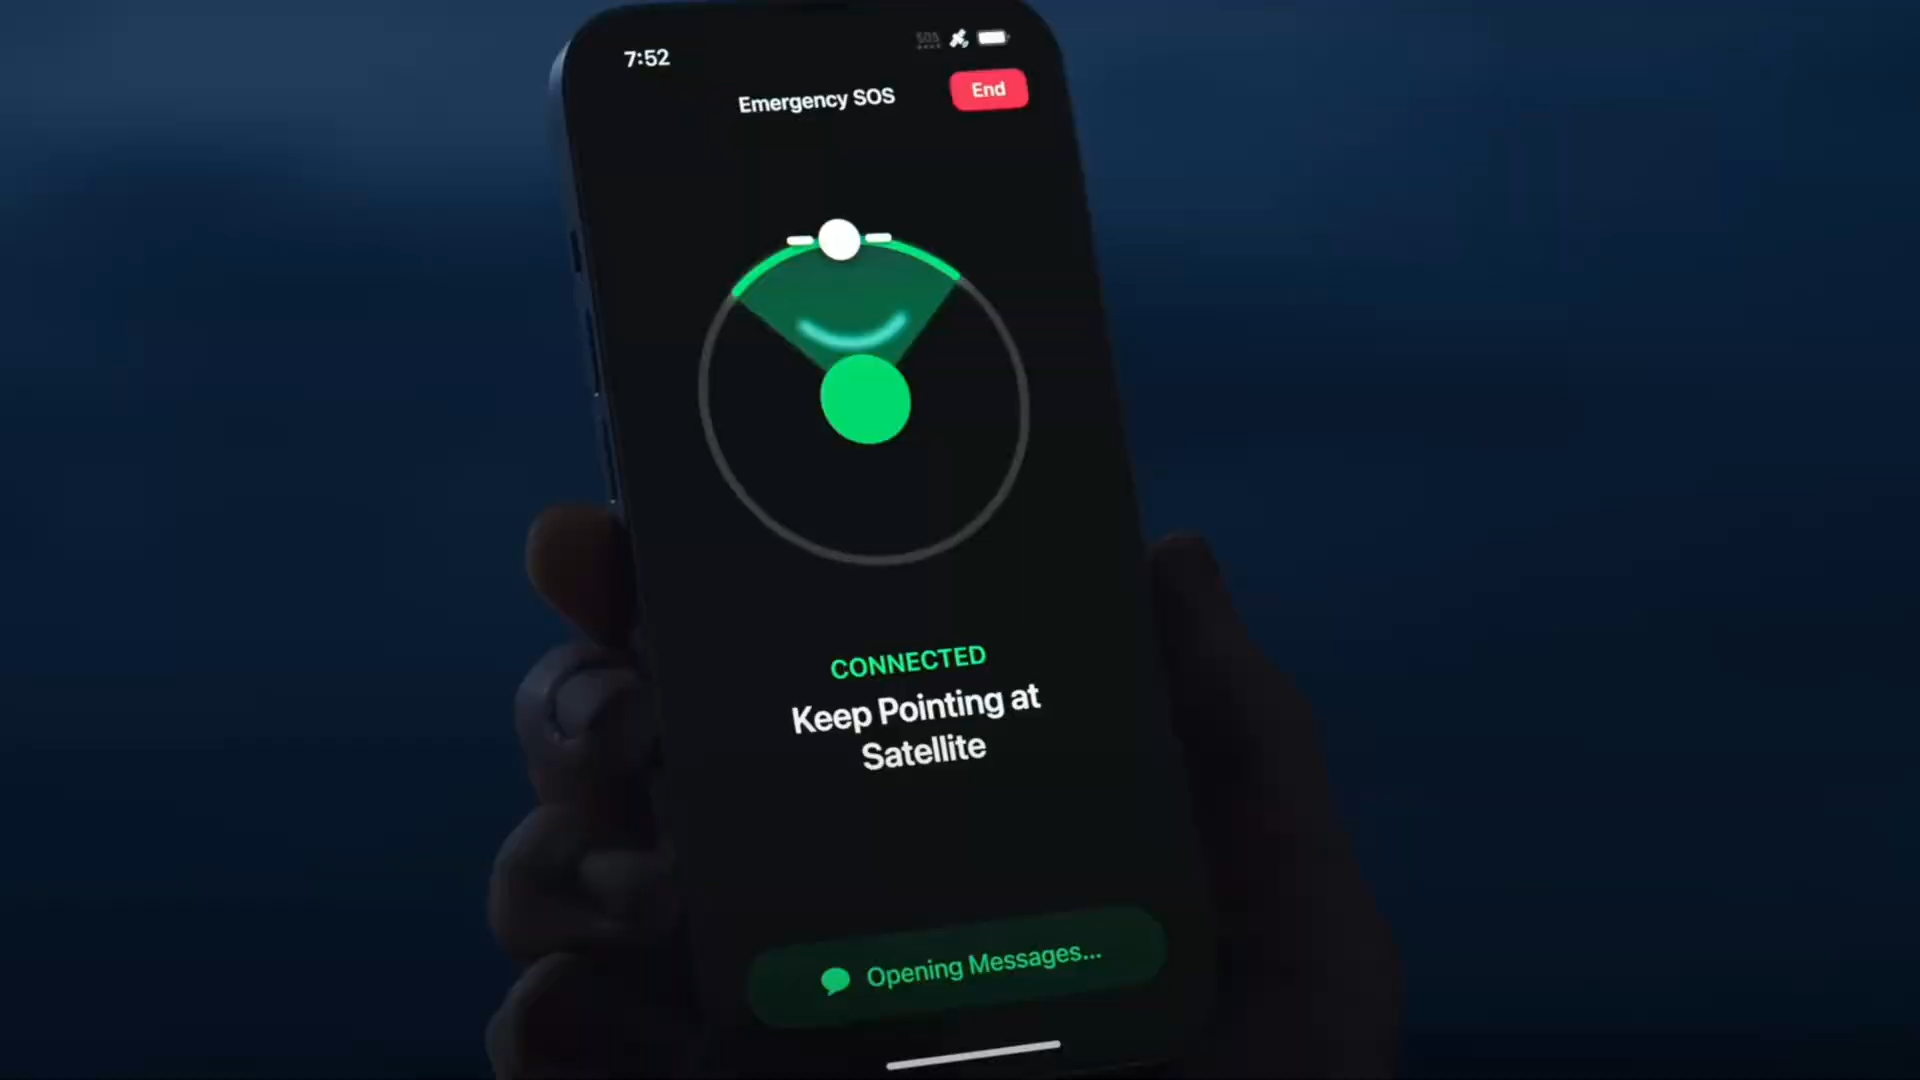 7:52
SOS
Emergency SOS
End
CONNECTED
Keep Pointing at
Satellite
Opening Messages...